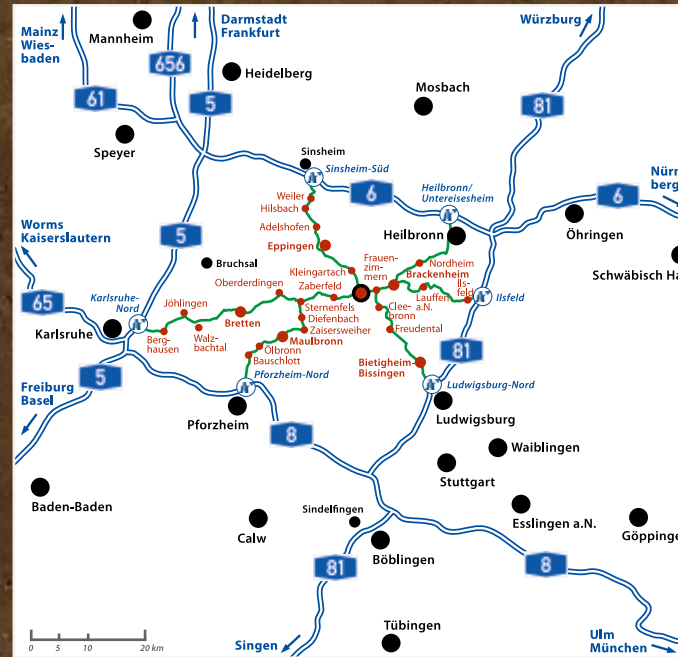 Mainz
Wies-
baden
Mannheim
656
Darmstadt
Frankfurt
Würzburg
61
5
Heidelberg
Mosbach
81
Speyer
Sinsheim
Sinsheim-Süd
6
Heilbronn/
Untereisesheim
6
Nürn
berg
Weiler
Hilsbach
Adelshofen
Eppingen
Heilbronn
Öhringen
Worms
Kaiserslautern
5
Bruchsal
Kleingartach
Frauen-
zim-
mern
Nordheim
Brackenheim
Schwäbisch Ha
65
Karlsruhe-
Nord
Oberderdingen
Zaberfeld
Lauffen
a.N.
Ils-
feld
Ilsfeld
Karlsruhe
Jöhlingen
Bretten
Sternenfels
Diefenbach
Zaisersweiher
Clee-
bronn
Freudental
Berg-
hausen
Walz-
bachtal
Maulbronn
Ölbronn
Bauschlott
81
Bietigheim-
Bissingen
Freiburg
Basel
5
Pforzheim-Nord
Ludwigsburg-Nord
Pforzheim
8
Ludwigsburg
Waiblingen
Stuttgart
Baden-Baden
Calw
Sindelfingen
Böblingen
Esslingen a.N.
Göppinge
81
8
Tübingen
Singen
Ulm
München
0 5 10 20 km